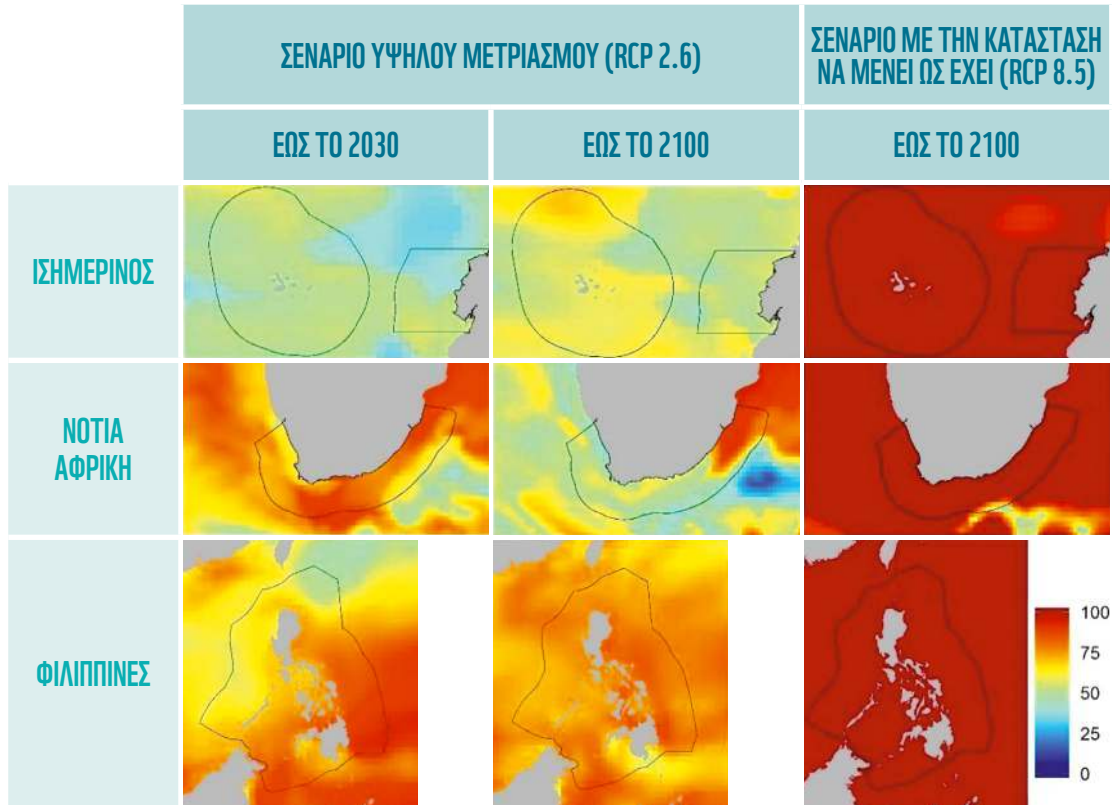 ΣΕΝΑΡΙΟ ΥΨΗΛΟΥ ΜΕΤΡΙΑΣΜΟΥ (RCP 2.6)
ΣΕΝΑΡΙΟ ΜΕ ΤΗΝ ΚΑΤΑΣΤΑΣΗ
ΝΑ ΜΕΝΕΙ ΩΣ ΕΧΕΙ (RCP 8.5)
ΕΩΣ ΤΟ 2030
ΕΩΣ ΤΟ 2100
ΕΩΣ ΤΟ 2100
ΙΣΗΜΕΡΙΝΟΣ
ΝΟΤΙΑ
ΑΦΡΙΚΗ
ΦΙΛΙΠΠΙΝΕΣ
100
75
50
25
0